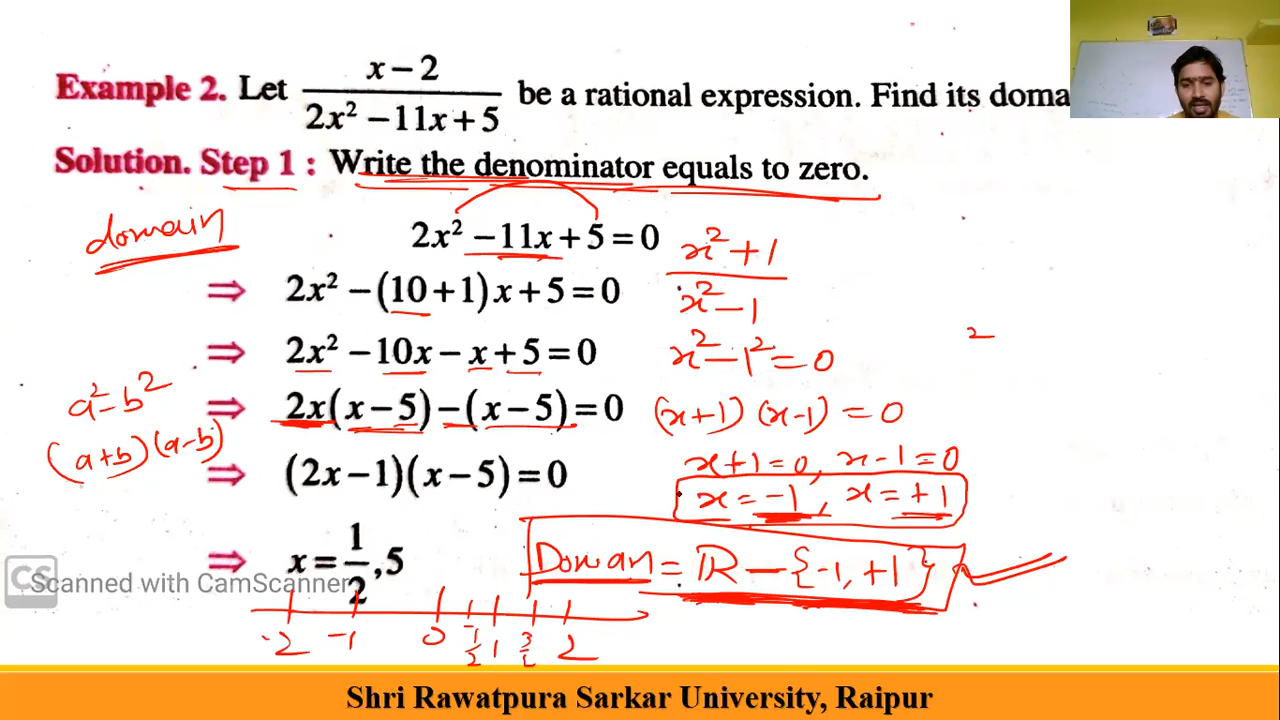 Example 2. Let x-2 / 2x² -11x+5 be a rational expression. Find its doma
Solution. Step 1 : Write the denominator equals to zero.
domain
2x² -11x+5=0
⇒ 2x² -(10+1)x+5=0
⇒ 2x² -10x-x+5=0
⇒ 2x(x-5)-(x-5)=0
⇒ (2x-1)(x-5)=0
⇒ x=1/2,5
a²-b²
(a+b)(a-b)
x²+1 / x²-1
2
x²-1²=0
(x+1)(x-1)=0
x+1=0, x-1=0
x=-1, x=+1
Domain = R-{-1,+1}
CS
Scanned with CamScanner
-2 -1 0 1/2 1 3/2 2
Shri Rawatpura Sarkar University, Raipur